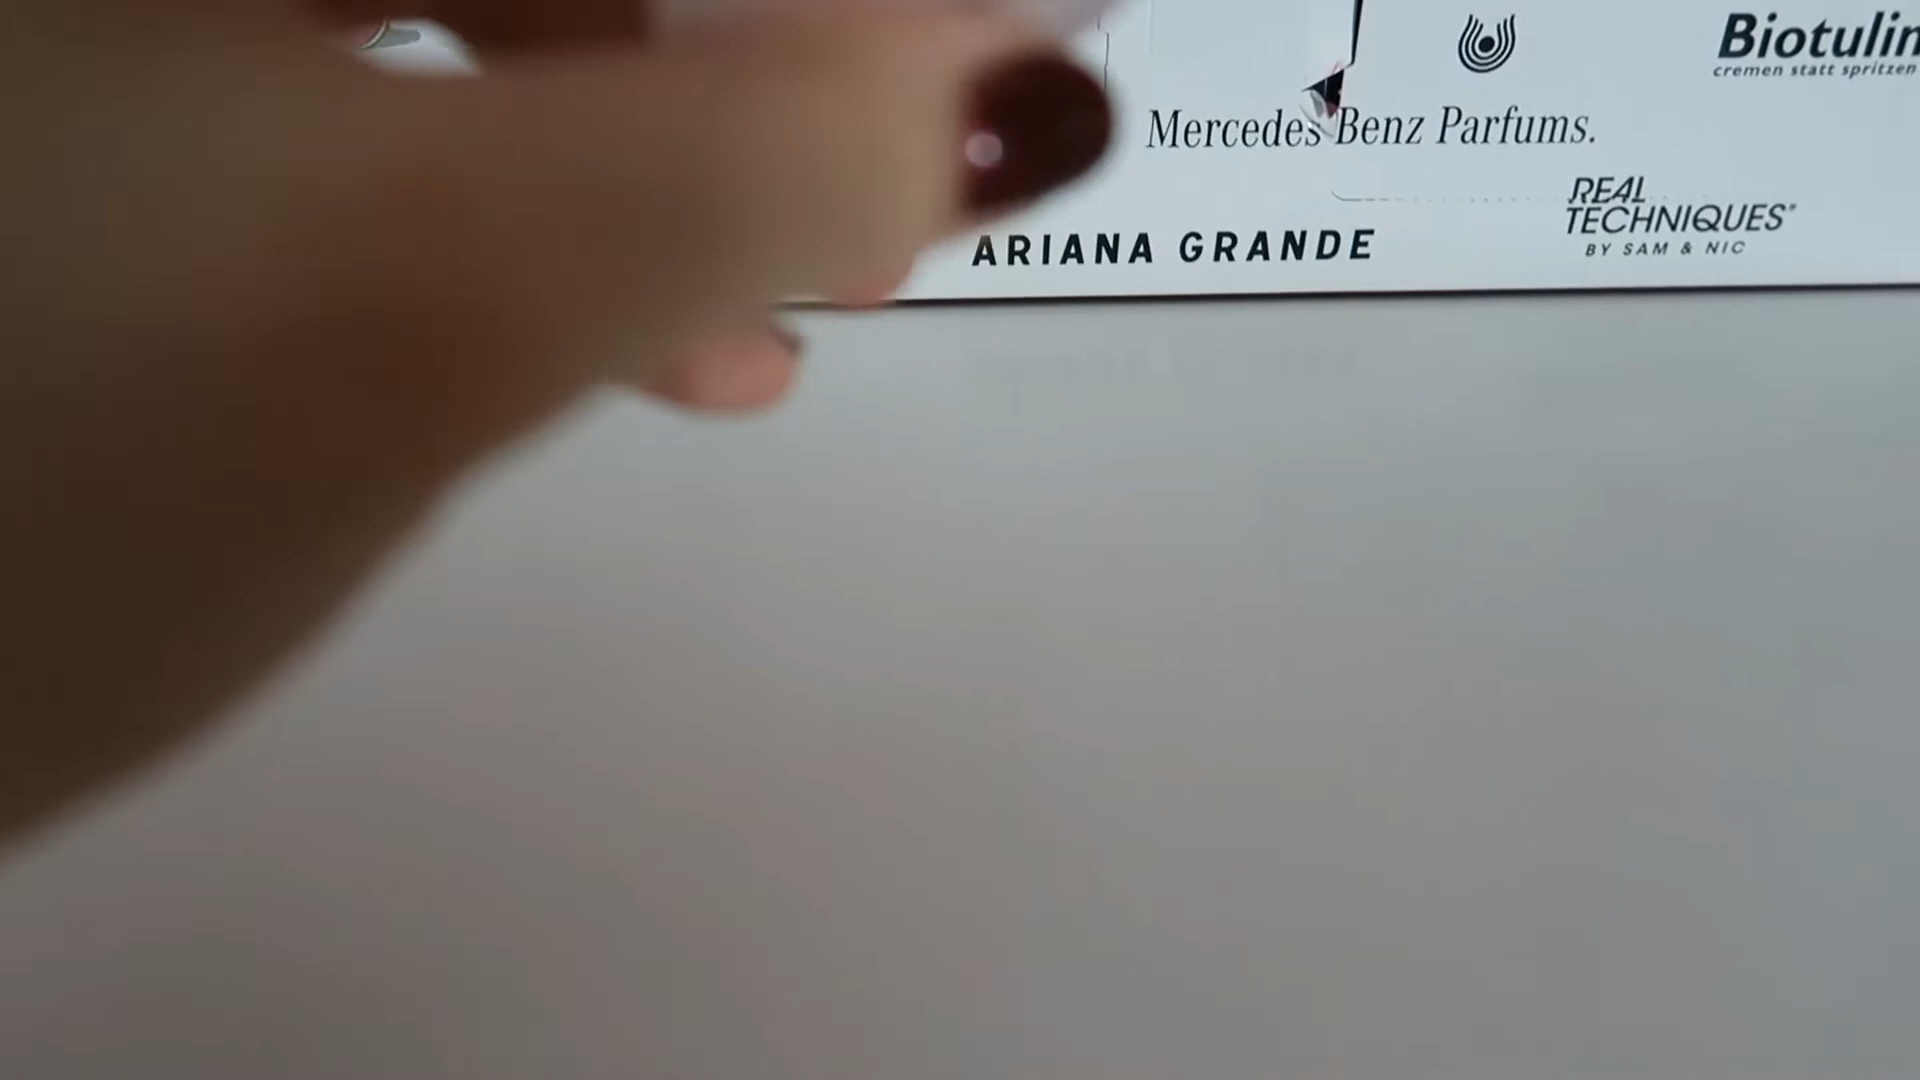 Biotulin
cremen statt spritzen
Mercedes Benz Parfums.
REAL
TECHNIQUES®
BY SAM & NIC
ARIANA GRANDE